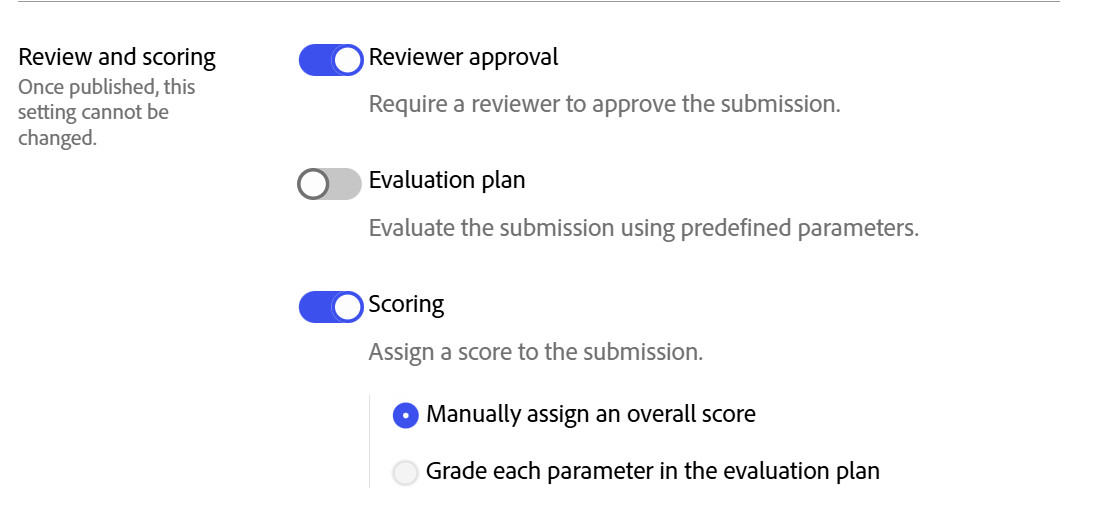 Review and scoring
Once published, this
setting cannot be
changed.
Reviewer approval
Require a reviewer to approve the submission.
Evaluation plan
Evaluate the submission using predefined parameters.
Scoring
Assign a score to the submission.
Manually assign an overall score
Grade each parameter in the evaluation plan